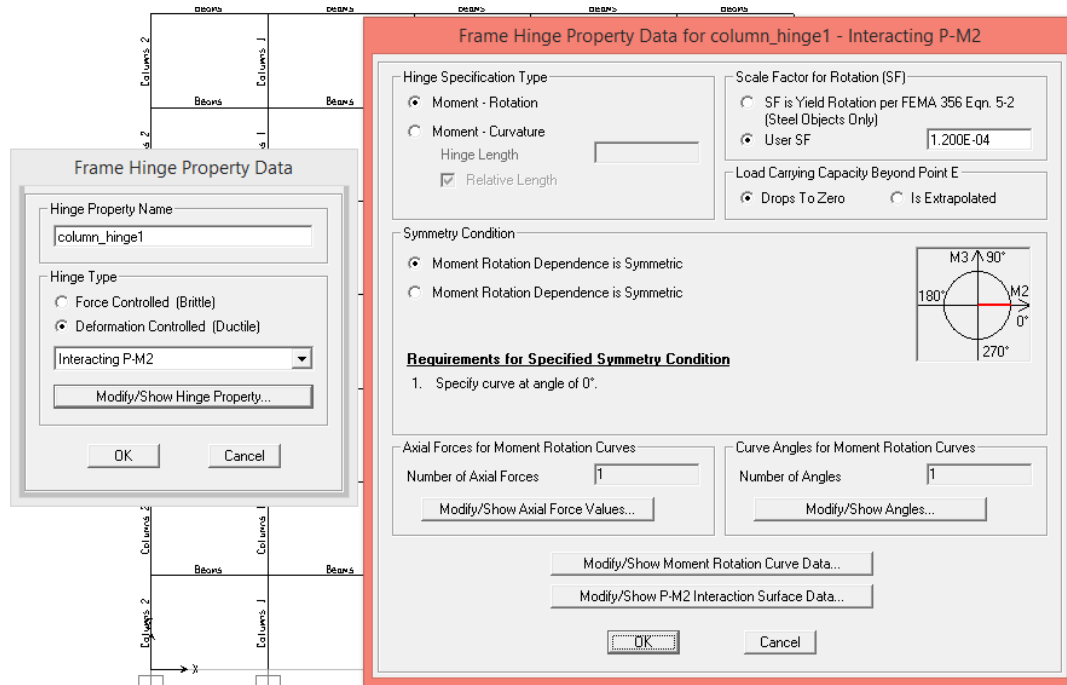 Beams Beams Beams Beams Beams
Columns 2
Columns 1
Beams Beams
Columns 2
Columns 1
Frame Hinge Property Data
Hinge Property Name
column_hinge1
Hinge Type
Force Controlled (Brittle)
Deformation Controlled (Ductile)
Interacting P-M2
Modify/Show Hinge Property...
OK Cancel
Columns 2
Columns 1
Beams Beams
Columns 2
Columns 1
X
Frame Hinge Property Data for column_hinge1 - Interacting P-M2
Hinge Specification Type
Moment - Rotation
Moment - Curvature
Hinge Length
Relative Length
Scale Factor for Rotation (SF)
SF is Yield Rotation per FEMA 356 Eqn. 5-2
(Steel Objects Only)
User SF 1.200E-04
Load Carrying Capacity Beyond Point E
Drops To Zero Is Extrapolated
Symmetry Condition
Moment Rotation Dependence is Symmetric
Moment Rotation Dependence is Symmetric
Requirements for Specified Symmetry Condition
1. Specify curve at angle of 0°.
M3 90°
180° M2
0°
270°
Axial Forces for Moment Rotation Curves
Number of Axial Forces 1
Modify/Show Axial Force Values...
Curve Angles for Moment Rotation Curves
Number of Angles 1
Modify/Show Angles...
Modify/Show Moment Rotation Curve Data...
Modify/Show P-M2 Interaction Surface Data...
OK Cancel